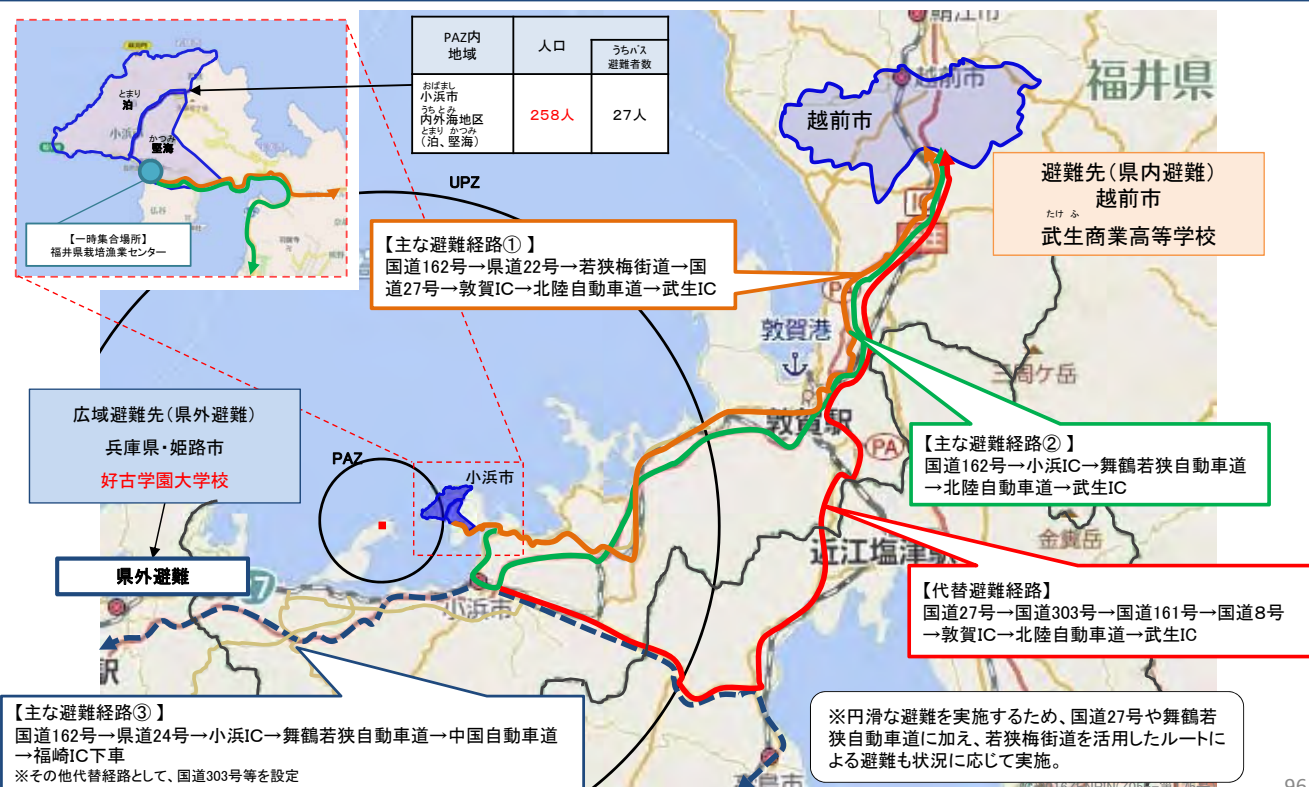 PAZ内
地域
人口
うちバス
避難者数
おばまし
小浜市
うちとみ
内外海地区
とまり かつみ
(泊、堅海)
258人
27人
とまり
泊
小浜市
かつみ
堅海
【一時集合場所】
福井県栽培漁業センター
鯖江市
越前市
越前市
福井県
避難先(県内避難)
越前市
たけ ふ
武生商業高等学校
UPZ
【主な避難経路①】
国道162号→県道22号→若狭梅街道→国
道27号→敦賀IC→北陸自動車道→武生IC
敦賀港
三周ケ岳
敦賀駅
PA
【主な避難経路②】
国道162号→小浜IC→舞鶴若狭自動車道
→北陸自動車道→武生IC
広域避難先(県外避難)
兵庫県・姫路市
好古学園大学校
PAZ
小浜市
県外避難
小浜市
近江塩津駅
金糞岳
【代替避難経路】
国道27号→国道303号→国道161号→国道8号
→敦賀IC→北陸自動車道→武生IC
駅
【主な避難経路③】
国道162号→県道24号→小浜IC→舞鶴若狭自動車道→中国自動車道
→福崎IC下車
※その他代替経路として、国道303号等を設定
※円滑な避難を実施するため、国道27号や舞鶴若
狭自動車道に加え、若狭梅街道を活用したルートに
よる避難も状況に応じて実施。
96